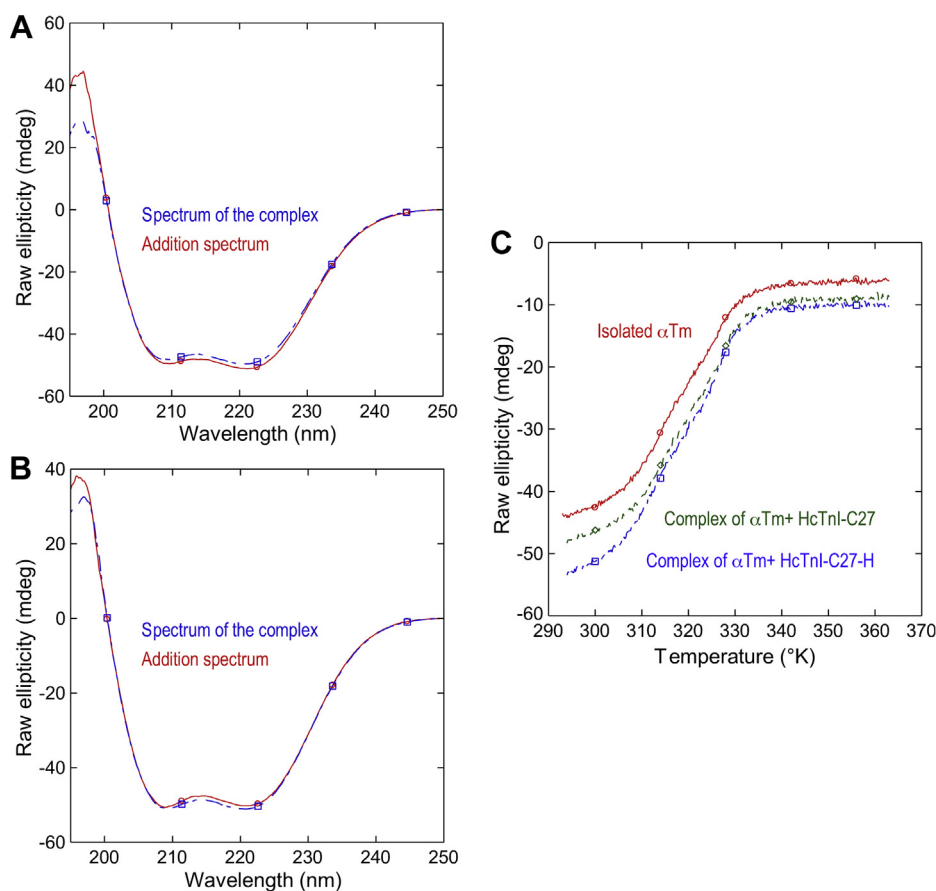 A
60
40
20
0
-20
-40
-60
Raw ellipticity (mdeg)
Spectrum of the complex
Addition spectrum
200 210 220 230 240 250
Wavelength (nm)
B
40
20
0
-20
-40
-60
Raw ellipticity (mdeg)
Spectrum of the complex
Addition spectrum
200 210 220 230 240 250
Wavelength (nm)
C
0
-10
-20
-30
-40
-50
-60
Raw ellipticity (mdeg)
Isolated αTm
Complex of αTm+ HcTnI-C27
Complex of αTm+ HcTnI-C27-H
290 300 310 320 330 340 350 360 370
Temperature (°K)